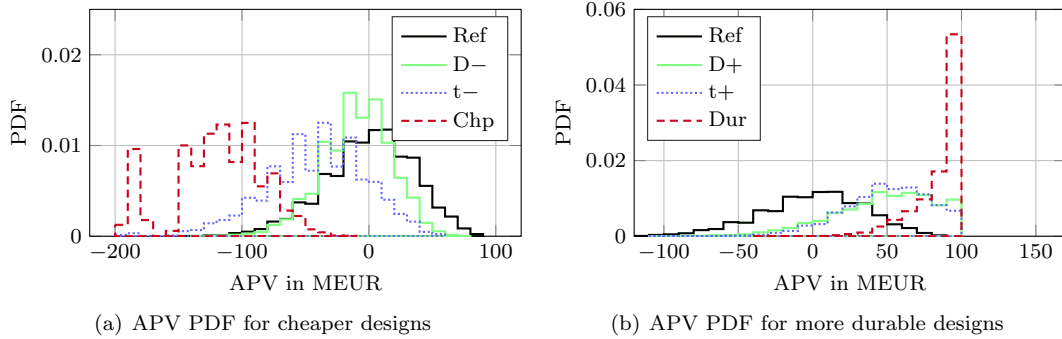 0.02
0.01
0
PDF
−200
−100
0
100
APV in MEUR
Ref
D−
t−
Chp
(a) APV PDF for cheaper designs
0.06
0.04
0.02
0
PDF
−100
−50
0
50
100
150
APV in MEUR
Ref
D+
t+
Dur
(b) APV PDF for more durable designs